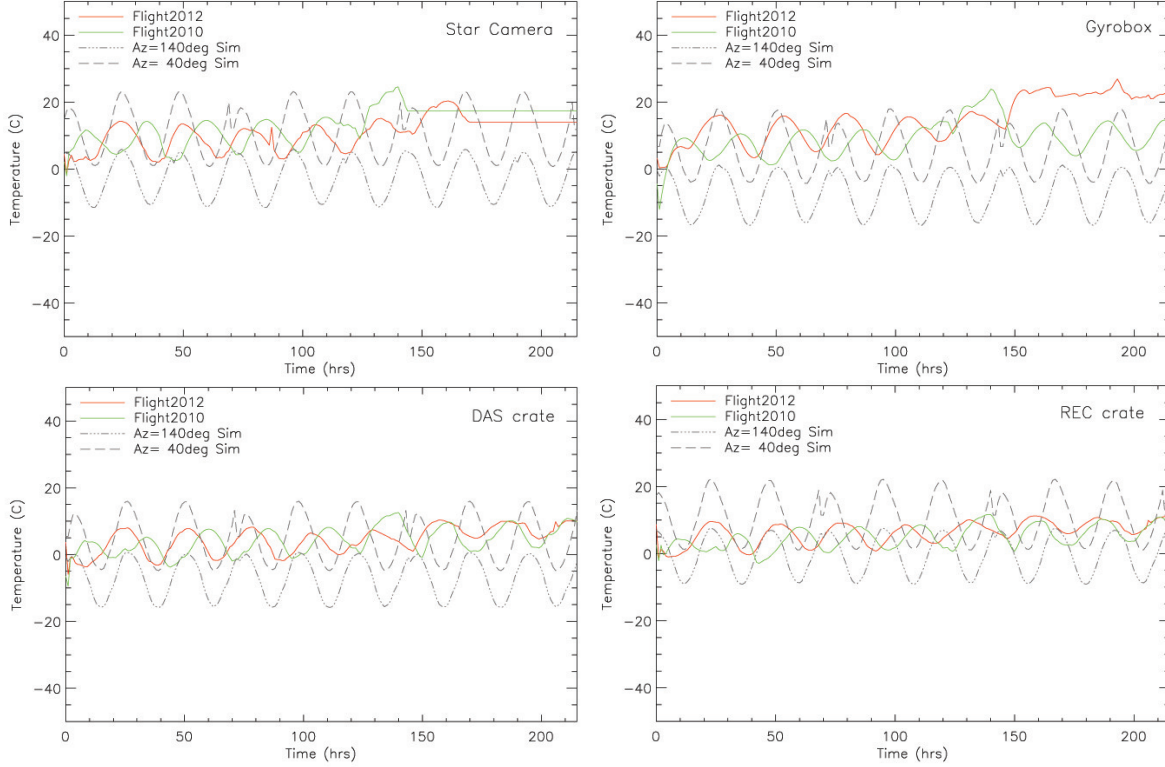 Flight2012
Flight2010
Az=140deg Sim
Az= 40deg Sim
Star Camera
40
20
0
−20
−40
Temperature (C)
0 50 100 150 200
Time (hrs)
Flight2012
Flight2010
Az=140deg Sim
Az= 40deg Sim
Gyrobox
40
20
0
−20
−40
Temperature (C)
0 50 100 150 200
Time (hrs)
Flight2012
Flight2010
Az=140deg Sim
Az= 40deg Sim
DAS crate
40
20
0
−20
−40
Temperature (C)
0 50 100 150 200
Time (hrs)
Flight2012
Flight2010
Az=140deg Sim
Az= 40deg Sim
REC crate
40
20
0
−20
−40
Temperature (C)
0 50 100 150 200
Time (hrs)